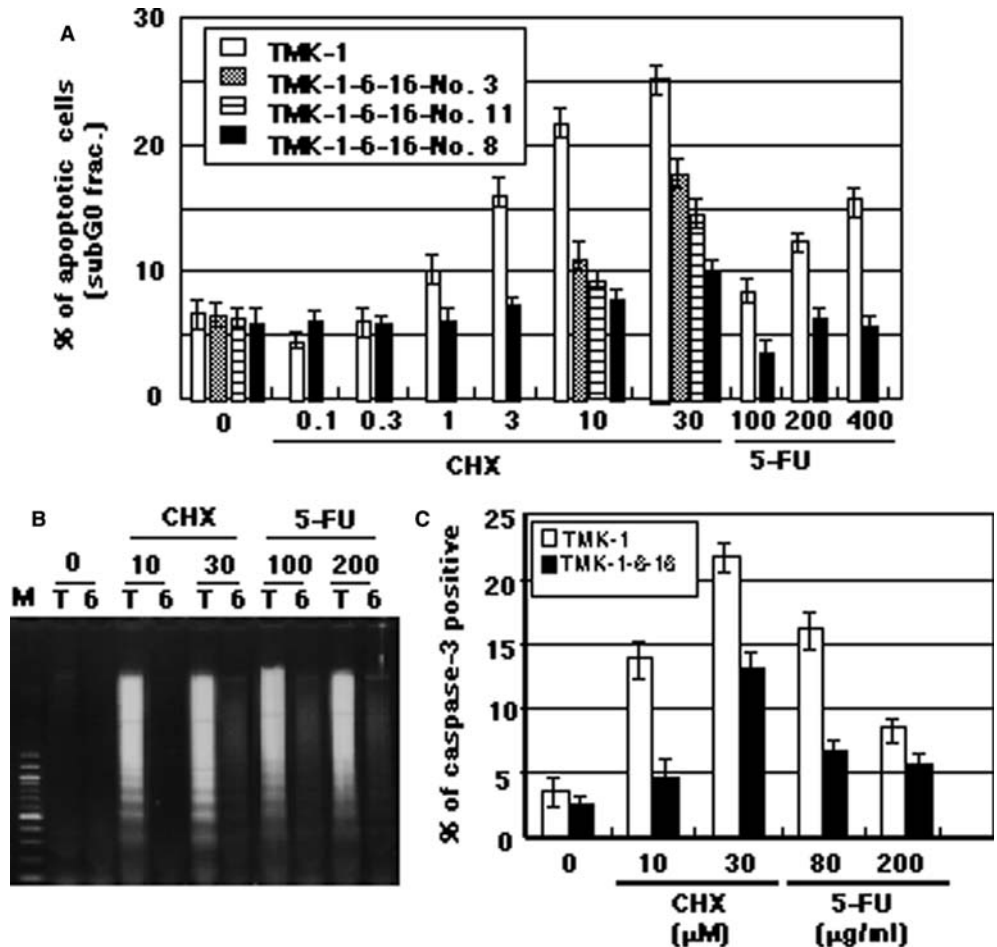 A
% of apoptotic cells
(subG0 frac.)
30
20
10
0
TMK-1
TMK-1-6-16-No. 3
TMK-1-6-16-No. 11
TMK-1-6-16-No. 8
0 0.1 0.3 1 3 10 30 100 200 400
CHX 5-FU
B
CHX 5-FU
0 10 30 100 200
M T 6 T 6 T 6 T 6 T 6
C
% of caspase-3 positive
25
20
15
10
5
0
TMK-1
TMK-1-6-16
0 10 30 80 200
CHX 5-FU
(µM) (µg/ml)